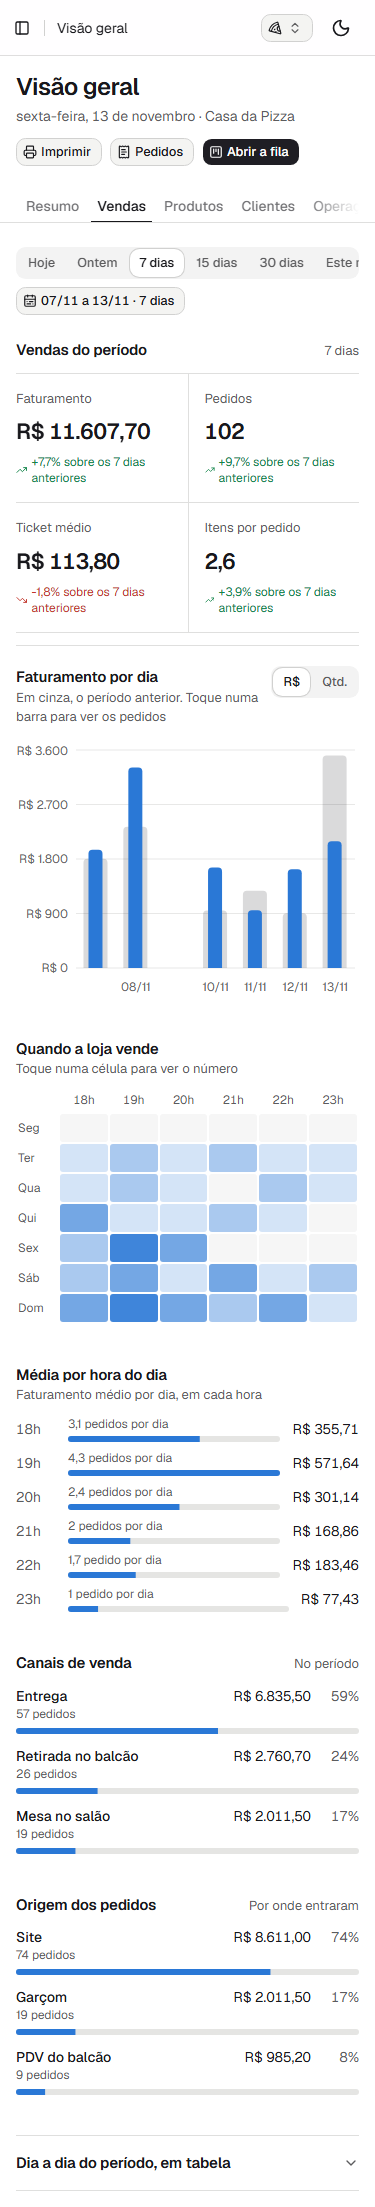 Visão geral
Visão geral
sexta-feira, 13 de novembro · Casa da Pizza
Imprimir
Pedidos
Abrir a fila
Resumo
Vendas
Produtos
Clientes
Opera
Hoje
Ontem
7 dias
15 dias
30 dias
Este
07/11 a 13/11 · 7 dias
Vendas do período
7 dias
Faturamento
Pedidos
R$ 11.607,70
102
+7,7% sobre os 7 dias
anteriores
+9,7% sobre os 7 dias
anteriores
Ticket médio
Itens por pedido
R$ 113,80
2,6
-1,8% sobre os 7 dias
anteriores
+3,9% sobre os 7 dias
anteriores
Faturamento por dia
Em cinza, o período anterior. Toque numa
barra para ver os pedidos
R$
Qtd.
R$ 3.600
R$ 2.700
R$ 1.800
R$ 900
R$ 0
08/11
10/11
11/11
12/11
13/11
Quando a loja vende
Toque numa célula para ver o número
18h
19h
20h
21h
22h
23h
Seg
Ter
Qua
Qui
Sex
Sáb
Dom
Média por hora do dia
Faturamento médio por dia, em cada hora
18h
3,1 pedidos por dia
R$ 355,71
19h
4,3 pedidos por dia
R$ 571,64
20h
2,4 pedidos por dia
R$ 301,14
21h
2 pedidos por dia
R$ 168,86
22h
1,7 pedido por dia
R$ 183,46
23h
1 pedido por dia
R$ 77,43
Canais de venda
No período
Entrega
R$ 6.835,50
59%
57 pedidos
Retirada no balcão
R$ 2.760,70
24%
26 pedidos
Mesa no salão
R$ 2.011,50
17%
19 pedidos
Origem dos pedidos
Por onde entraram
Site
R$ 8.611,00
74%
74 pedidos
Garçom
R$ 2.011,50
17%
19 pedidos
PDV do balcão
R$ 985,20
8%
9 pedidos
Dia a dia do período, em tabela